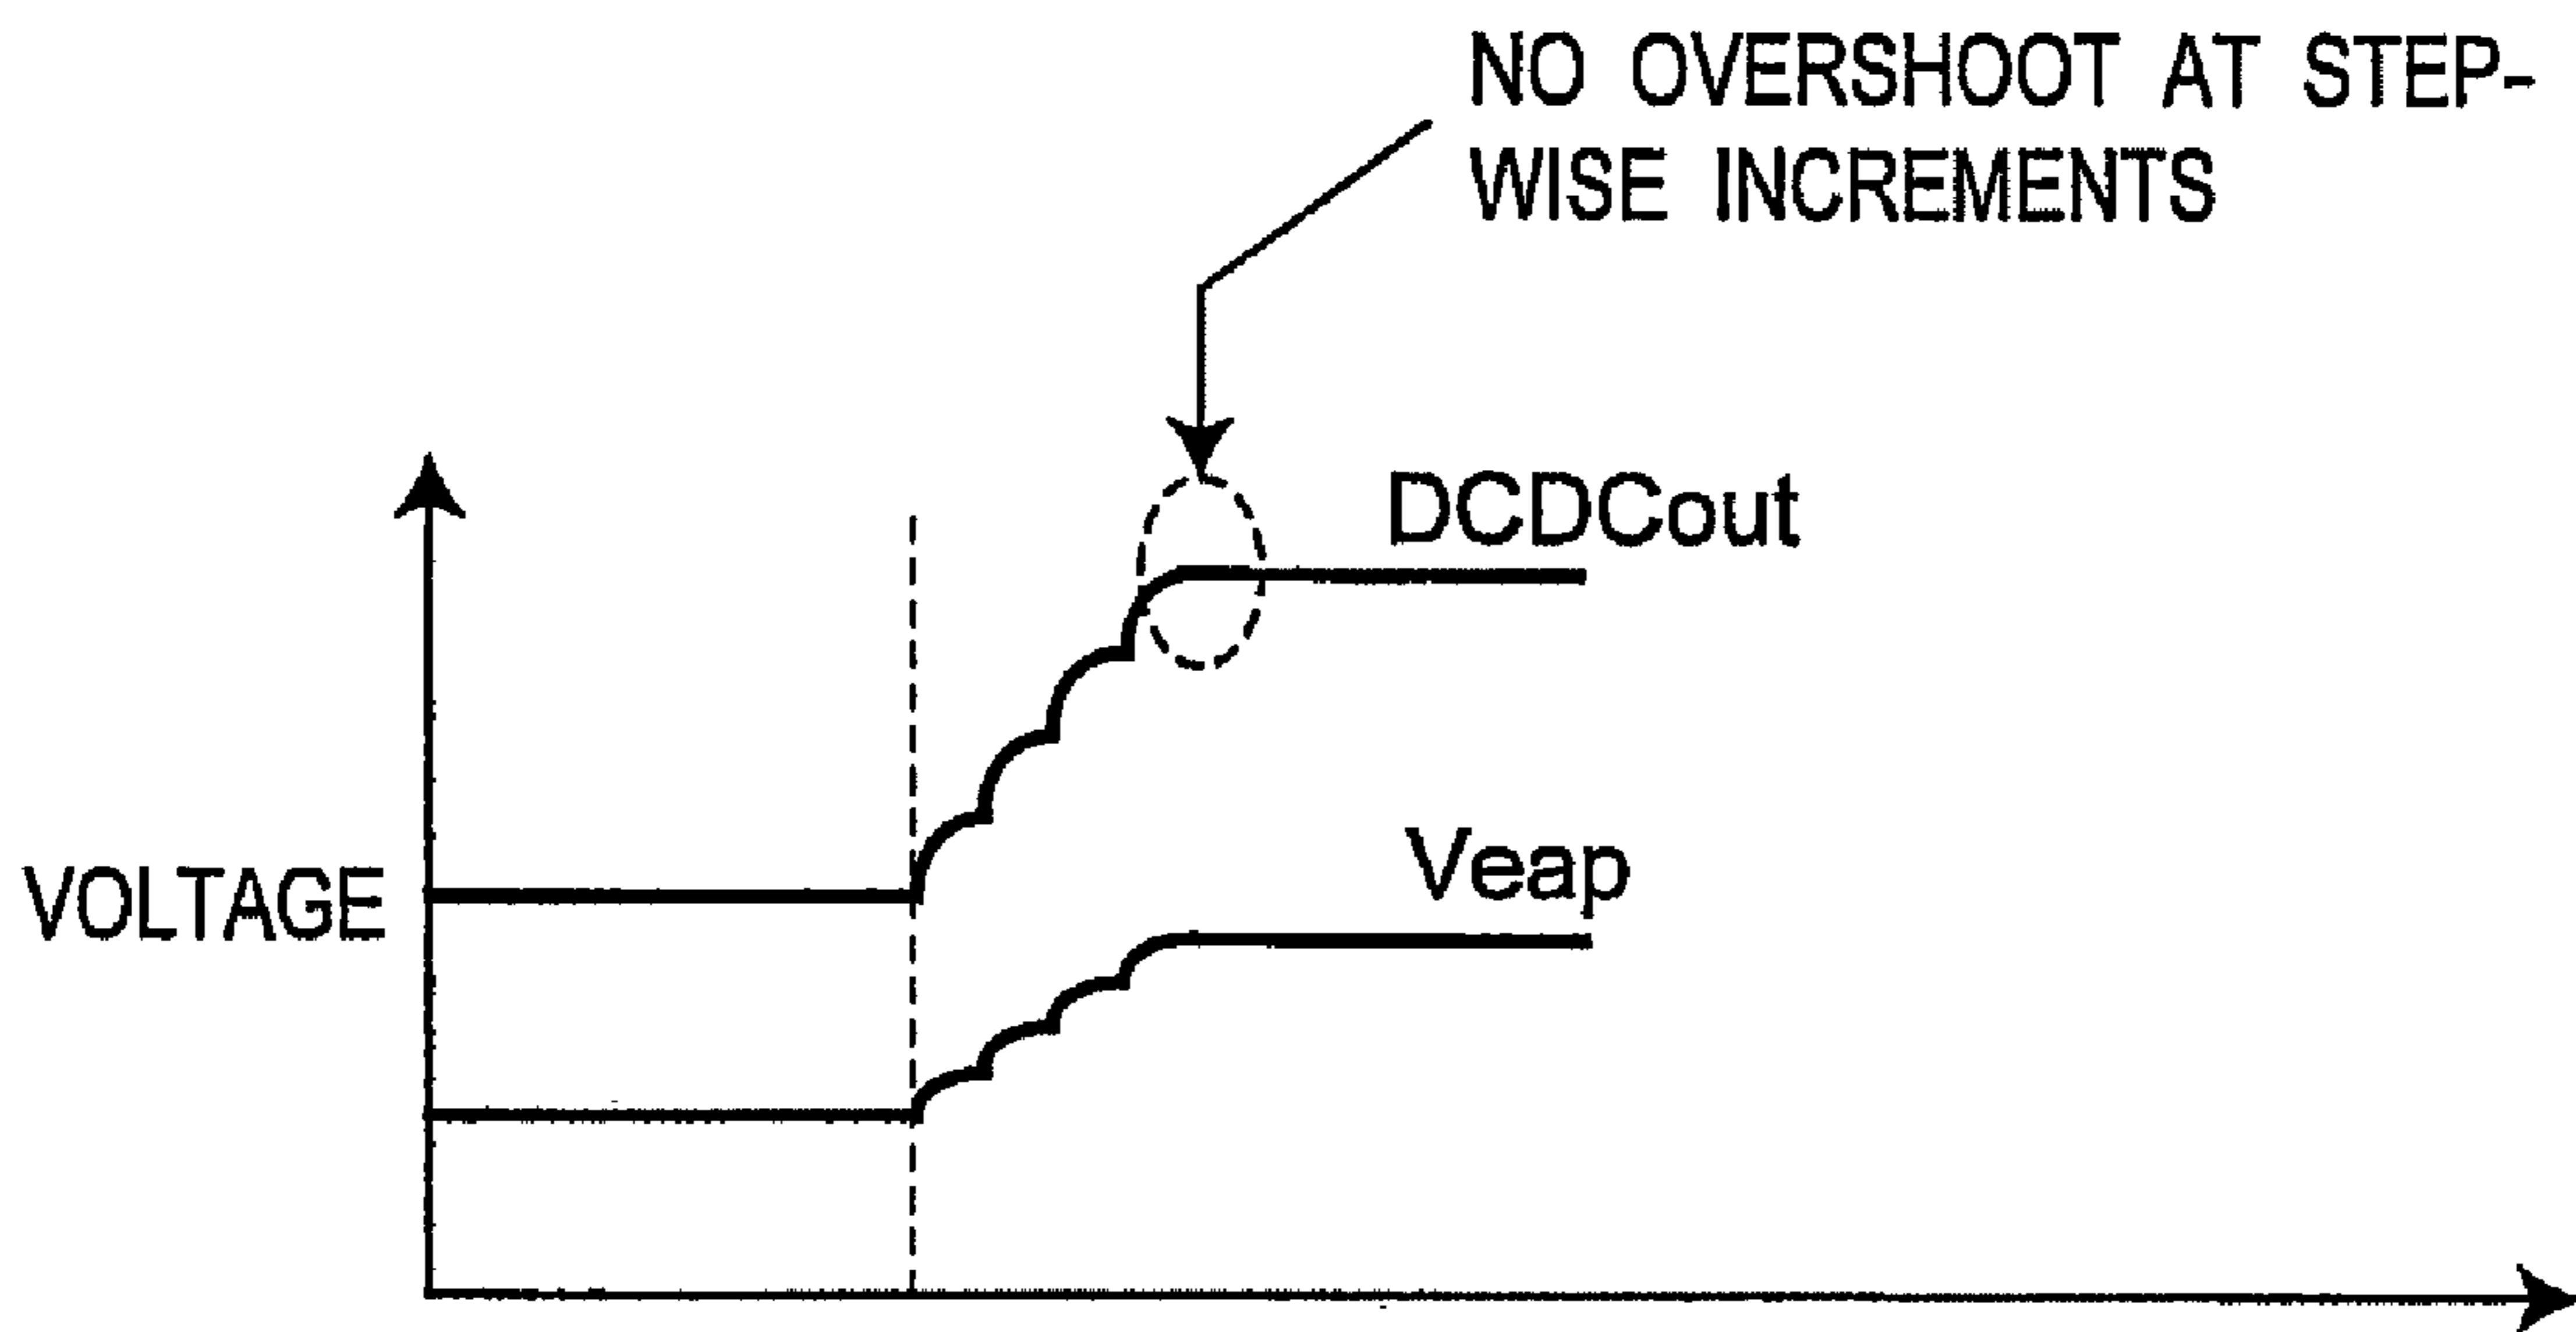 NO OVERSHOOT AT STEP-
WISE INCREMENTS
DCDCout
Veap
VOLTAGE